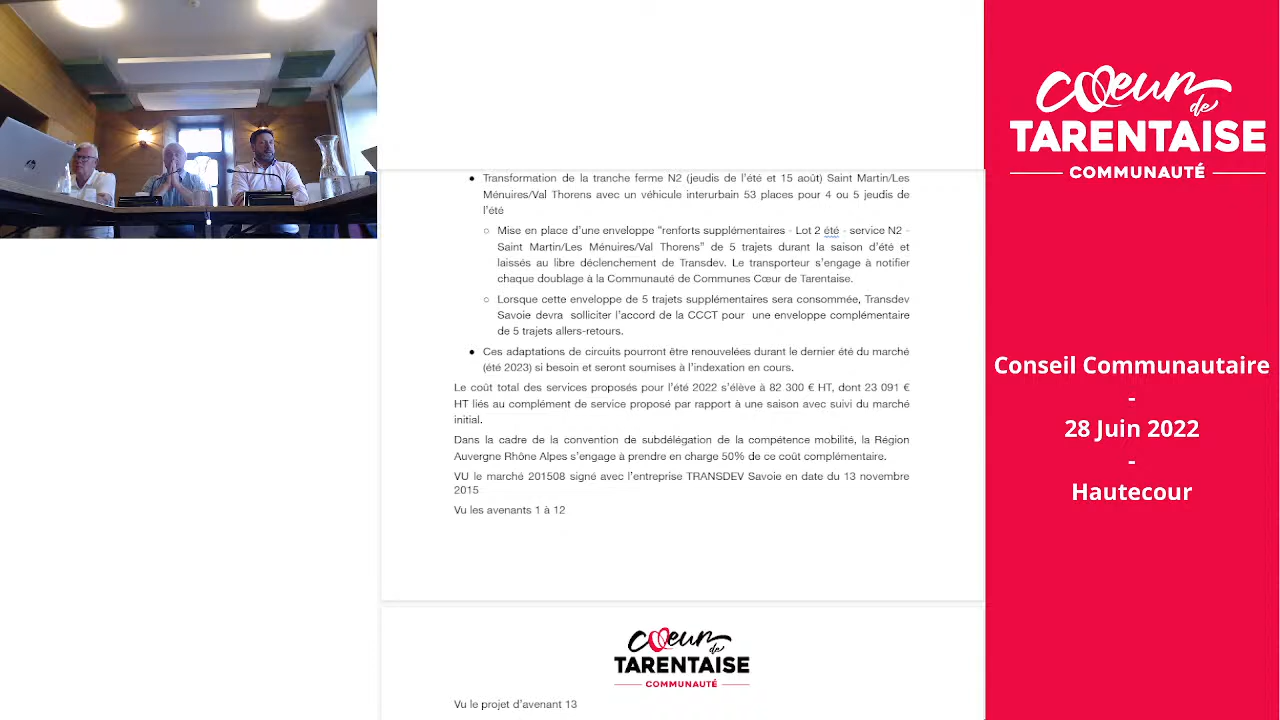 ● Transformation de la tranche ferme N2 (jeudis de l'été et 15 août) Saint Martin/Les
Ménuires/Val Thorens avec un véhicule interurbain 53 places pour 4 ou 5 jeudis de
l'été
○ Mise en place d'une enveloppe "renforts supplémentaires - Lot 2 été - service N2 -
Saint Martin/Les Ménuires/Val Thorens" de 5 trajets durant la saison d'été et
laissés au libre déclenchement de Transdev. Le transporteur s'engage à notifier
chaque doublage à la Communauté de Communes Cœur de Tarentaise.
○ Lorsque cette enveloppe de 5 trajets supplémentaires sera consommée, Transdev
Savoie devra solliciter l'accord de la CCCT pour une enveloppe complémentaire
de 5 trajets allers-retours.
● Ces adaptations de circuits pourront être renouvelées durant le dernier été du marché
(été 2023) si besoin et seront soumises à l'indexation en cours.
Le coût total des services proposés pour l'été 2022 s'élève à 82 300 € HT, dont 23 091 €
HT liés au complément de service proposé par rapport à une saison avec suivi du marché
initial.
Dans la cadre de la convention de subdélégation de la compétence mobilité, la Région
Auvergne Rhône Alpes s'engage à prendre en charge 50% de ce coût complémentaire.
VU le marché 201508 signé avec l'entreprise TRANSDEV Savoie en date du 13 novembre
2015
Vu les avenants 1 à 12
cœur
de
TARENTAISE
COMMUNAUTÉ
Vu le projet d'avenant 13
cœur
de
TARENTAISE
COMMUNAUTÉ
Conseil Communautaire
-
28 Juin 2022
-
Hautecour